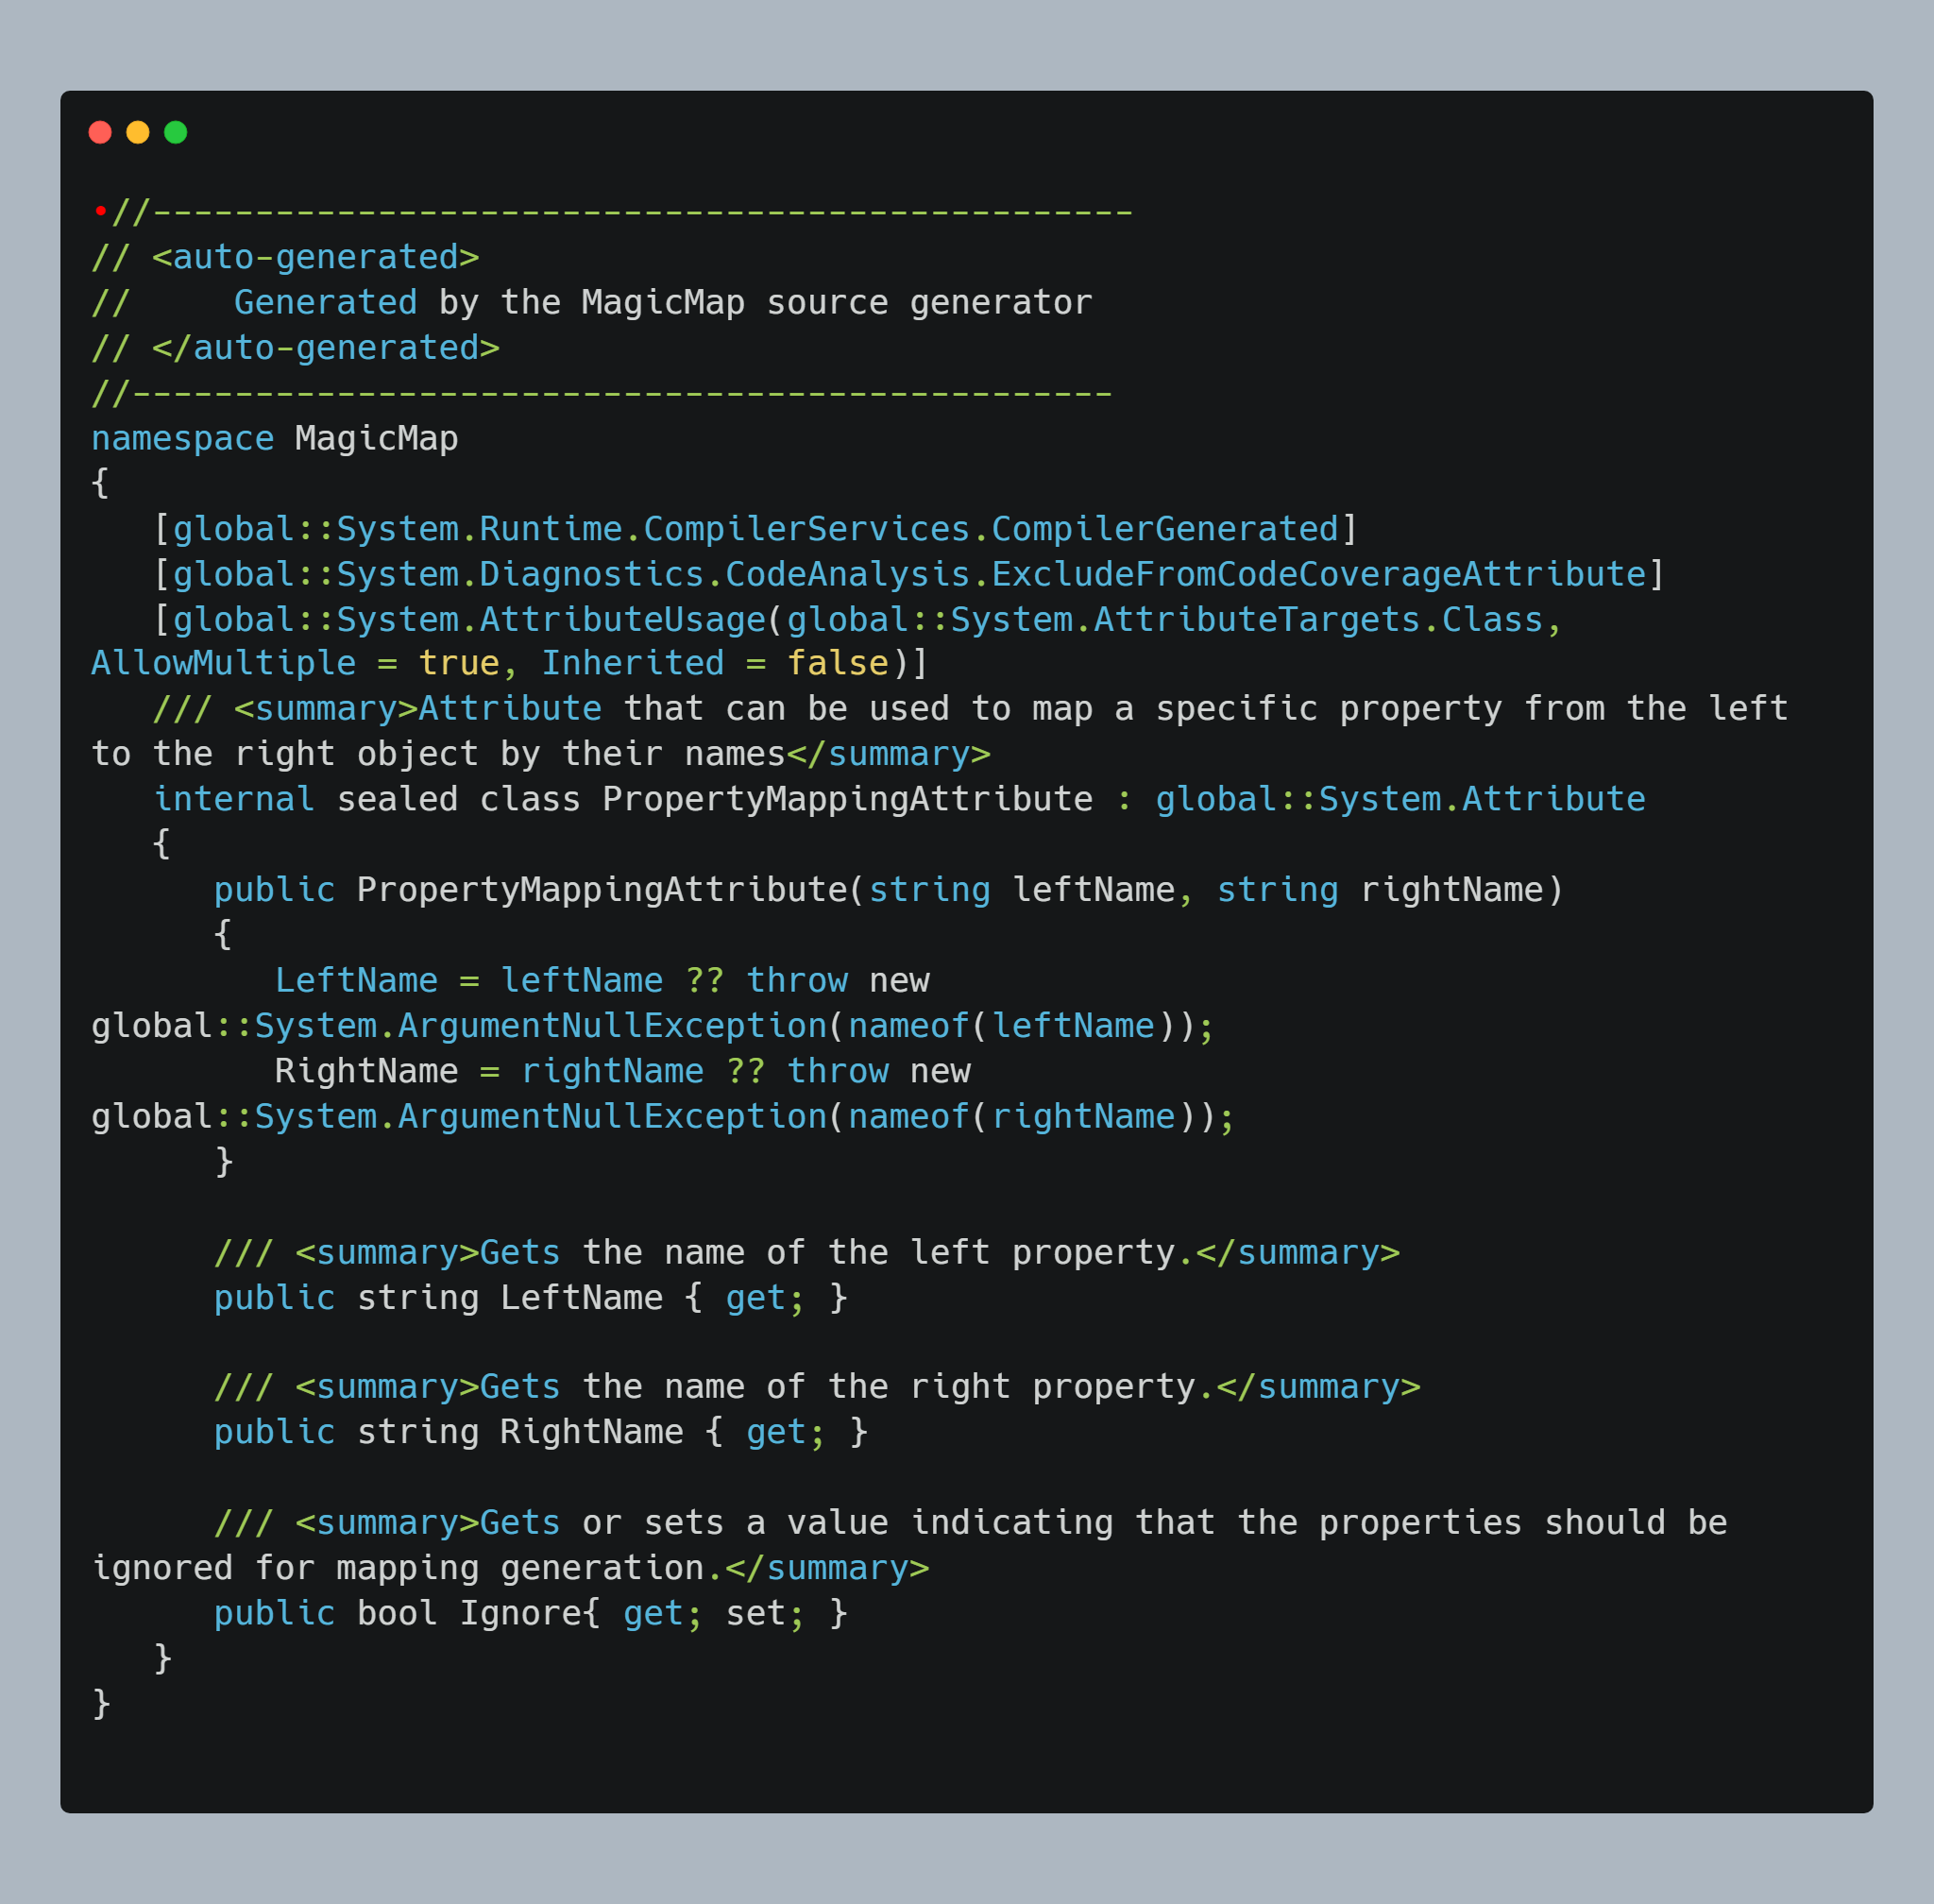 •//------------------------------------------------
// <auto-generated>
//     Generated by the MagicMap source generator
// </auto-generated>
//------------------------------------------------
namespace MagicMap
{
   [global::System.Runtime.CompilerServices.CompilerGenerated]
   [global::System.Diagnostics.CodeAnalysis.ExcludeFromCodeCoverageAttribute]
   [global::System.AttributeUsage(global::System.AttributeTargets.Class,
AllowMultiple = true, Inherited = false)]
   /// <summary>Attribute that can be used to map a specific property from the left
to the right object by their names</summary>
   internal sealed class PropertyMappingAttribute : global::System.Attribute
   {
      public PropertyMappingAttribute(string leftName, string rightName)
      {
         LeftName = leftName ?? throw new
global::System.ArgumentNullException(nameof(leftName));
         RightName = rightName ?? throw new
global::System.ArgumentNullException(nameof(rightName));
      }

      /// <summary>Gets the name of the left property.</summary>
      public string LeftName { get; }

      /// <summary>Gets the name of the right property.</summary>
      public string RightName { get; }

      /// <summary>Gets or sets a value indicating that the properties should be
ignored for mapping generation.</summary>
      public bool Ignore{ get; set; }
   }
}